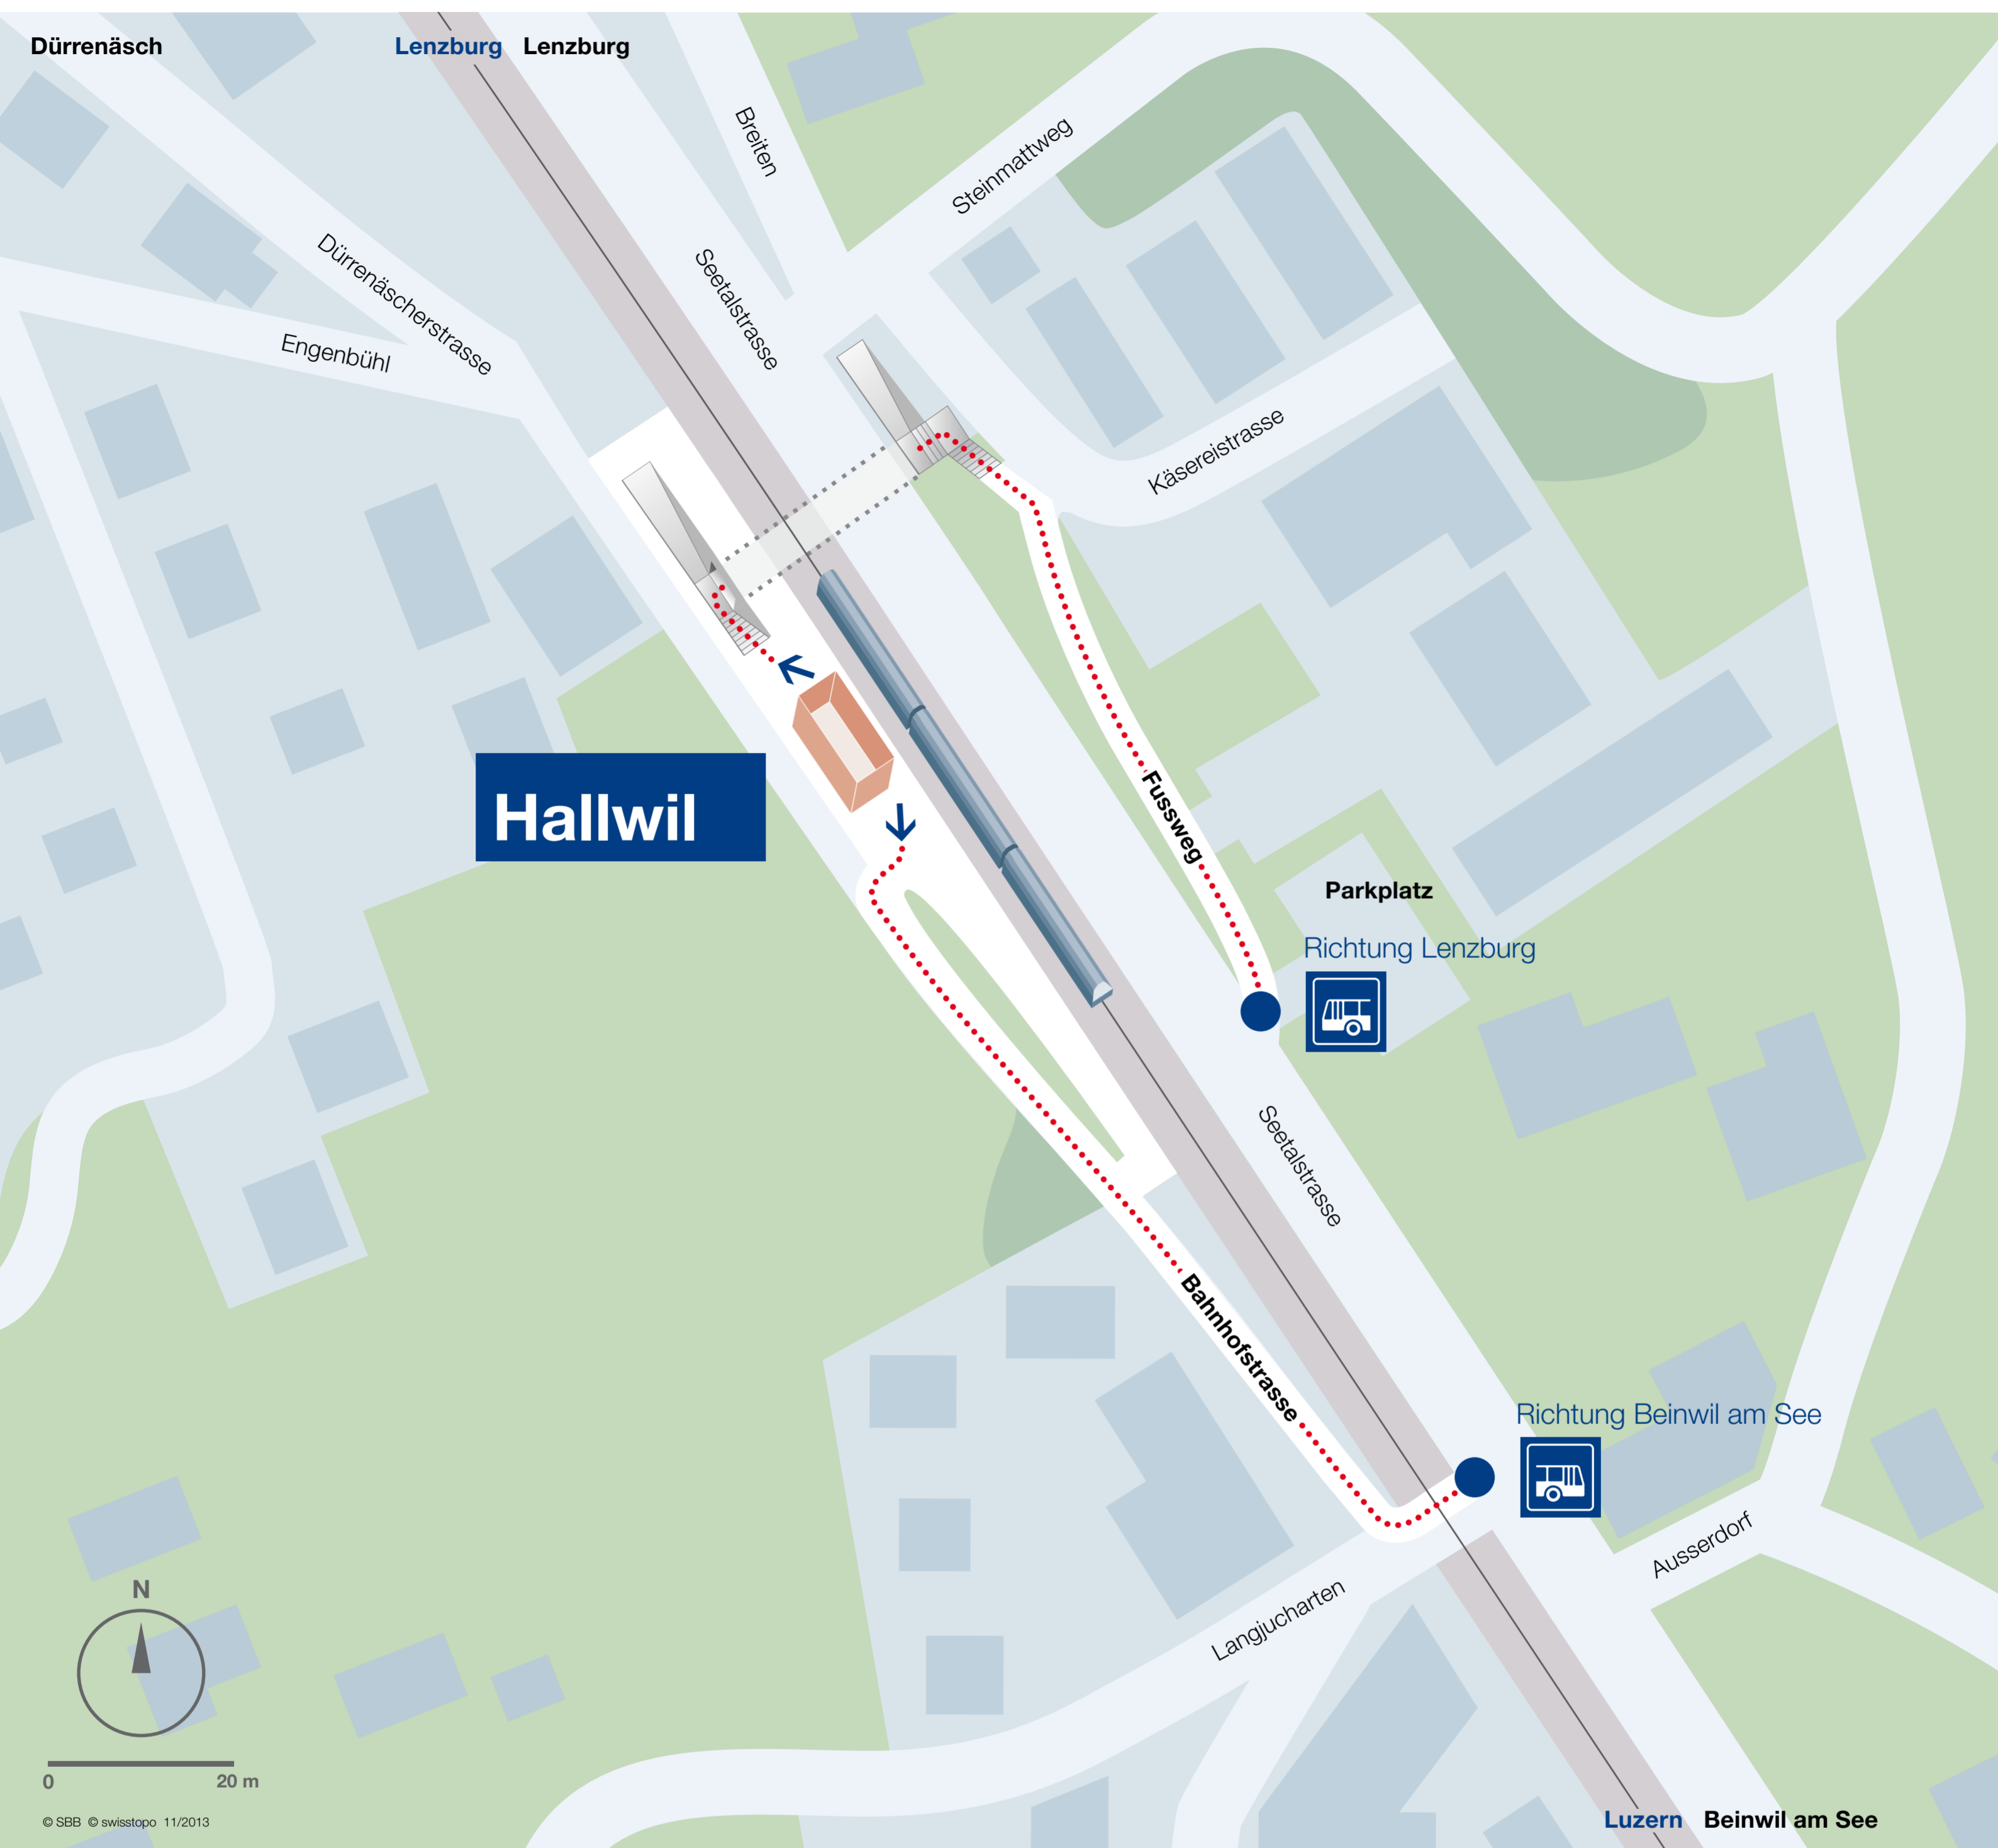 Dürrenäsch
Lenzburg Lenzburg
Breiten
Steinmattweg
Dürrenäscherstrasse
Seetalstrasse
Engenbühl
Käsereistrasse
Hallwil
Fussweg
Parkplatz
Richtung Lenzburg
Seetalstrasse
Bahnhofstrasse
Richtung Beinwil am See
Ausserdorf
Langjucharten
N
0 20 m
© SBB © swisstopo 11/2013
Luzern Beinwil am See